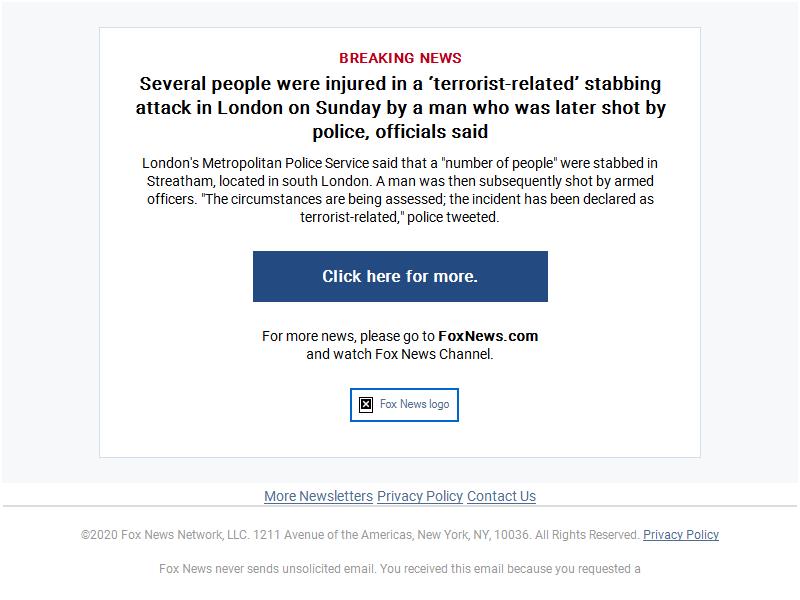 BREAKING NEWS
Several people were injured in a ‘terrorist-related’ stabbing
attack in London on Sunday by a man who was later shot by
police, officials said
London's Metropolitan Police Service said that a "number of people" were stabbed in
Streatham, located in south London. A man was then subsequently shot by armed
officers. "The circumstances are being assessed; the incident has been declared as
terrorist-related," police tweeted.
Click here for more.
For more news, please go to FoxNews.com
and watch Fox News Channel.
Fox News logo
More Newsletters Privacy Policy Contact Us
©2020 Fox News Network, LLC. 1211 Avenue of the Americas, New York, NY, 10036. All Rights Reserved. Privacy Policy
Fox News never sends unsolicited email. You received this email because you requested a